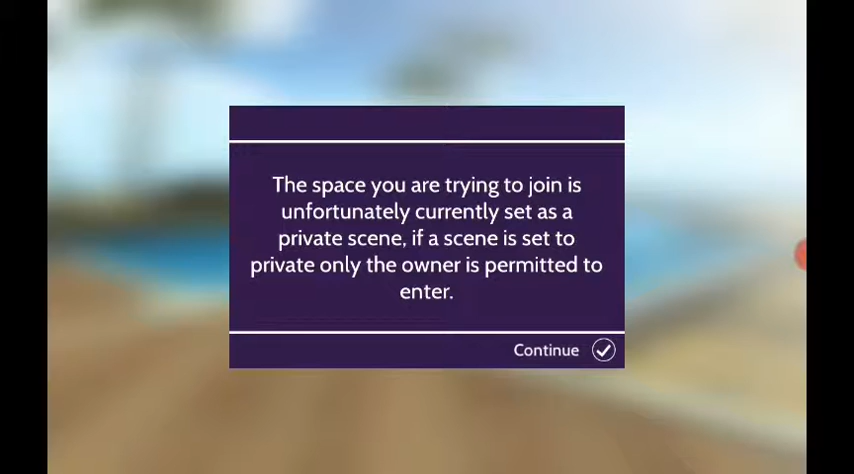 The space you are trying to join is
unfortunately currently set as a
private scene, if a scene is set to
private only the owner is permitted to
enter.
Continue